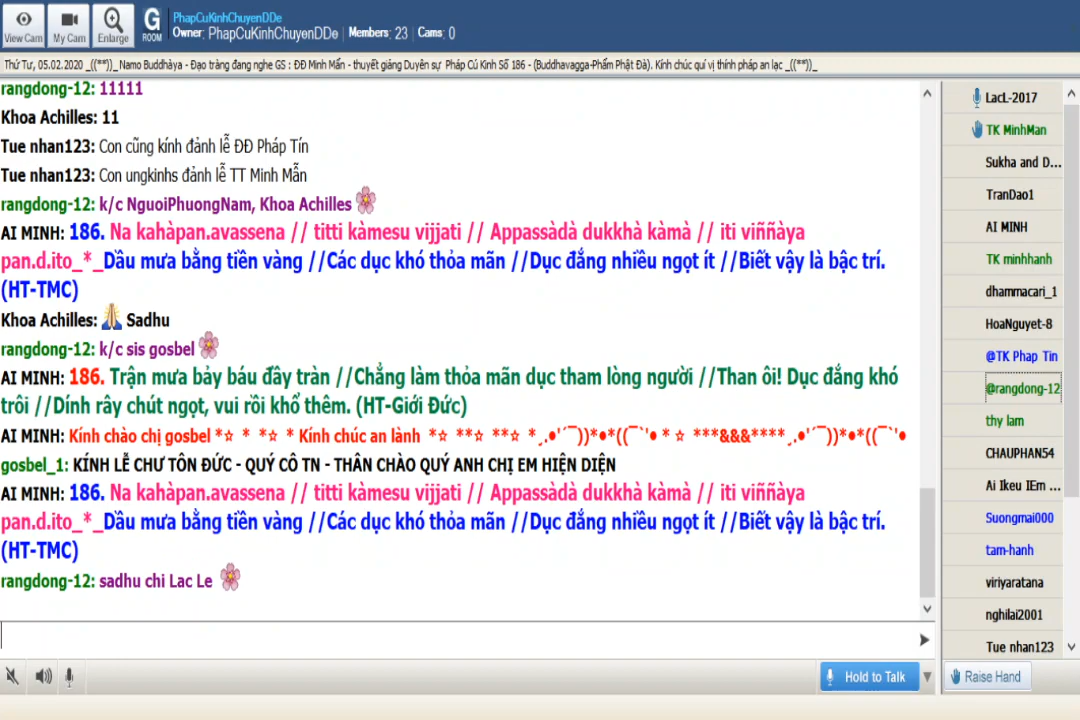 PhapCuKinhChuyenDDe
Owner: PhapCuKinhChuyenDDe | Members: 23 | Cams: 0
View Cam My Cam Enlarge G ROOM
Thứ Tư, 05.02.2020 _((**))_ Namo Buddhàya - Đạo tràng đang nghe GS : ĐĐ Minh Mẫn - thuyết giảng Duyên sự Pháp Cú Kinh Số 186 - (Buddhavagga-Phẩm Phật Đà). Kính chúc quí vị thính pháp an lạc _((**))_
rangdong-12: 11111
Khoa Achilles: 11
Tue nhan123: Con cũng kính đảnh lễ ĐĐ Pháp Tín
Tue nhan123: Con ungkinhs đảnh lễ TT Minh Mẫn
rangdong-12: k/c NguoiPhuongNam, Khoa Achilles
AI MINH: 186. Na kahàpan.avassena // titti kàmesu vijjati // Appassàdà dukkhà kàmà // iti viññàya
pan.d.ito_*_Dầu mưa bằng tiền vàng //Các dục khó thỏa mãn //Dục đắng nhiều ngọt ít //Biết vậy là bậc trí.
(HT-TMC)
Khoa Achilles: 🙏 Sadhu
rangdong-12: k/c sis gosbel
AI MINH: 186. Trận mưa bảy báu đầy tràn //Chẳng làm thỏa mãn dục tham lòng người //Than ôi! Dục đắng khó
trôi //Dính rây chút ngọt, vui rồi khổ thêm. (HT-Giới Đức)
AI MINH: Kính chào chị gosbel *☆ * *☆ * Kính chúc an lành *☆ **☆ **☆ *¸.•'´¯))*•*((¯`'• * ☆ ***&&&****¸.•'´¯))*•*((¯`'•
gosbel_1: KÍNH LỄ CHƯ TÔN ĐỨC - QUÝ CÔ TN - THÂN CHÀO QUÝ ANH CHỊ EM HIỆN DIỆN
AI MINH: 186. Na kahàpan.avassena // titti kàmesu vijjati // Appassàdà dukkhà kàmà // iti viññàya
pan.d.ito_*_Dầu mưa bằng tiền vàng //Các dục khó thỏa mãn //Dục đắng nhiều ngọt ít //Biết vậy là bậc trí.
(HT-TMC)
rangdong-12: sadhu chi Lac Le
Hold to Talk
LacL-2017
TK MinhMan
Sukha and D...
TranDao1
AI MINH
TK minhhanh
dhammacari_1
HoaNguyet-8
@TK Phap Tin
@rangdong-12
thy lam
CHAUPHAN54
Ai Ikeu IEm ...
Suongmai000
tam-hanh
viriyaratana
nghilai2001
Tue nhan123
Raise Hand